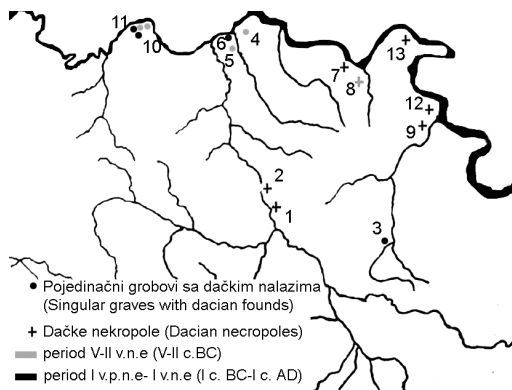 11
10
6
4
5
7
8
13
12
9
2
1
3
Pojedinačni grobovi sa dačkim nalazima
(Singular graves with dacian founds)
Dačke nekropole (Dacian necropoles)
period V-II v.n.e (V-II c.BC)
period I v.p.n.e- I v.n.e (I c. BC-I c. AD)